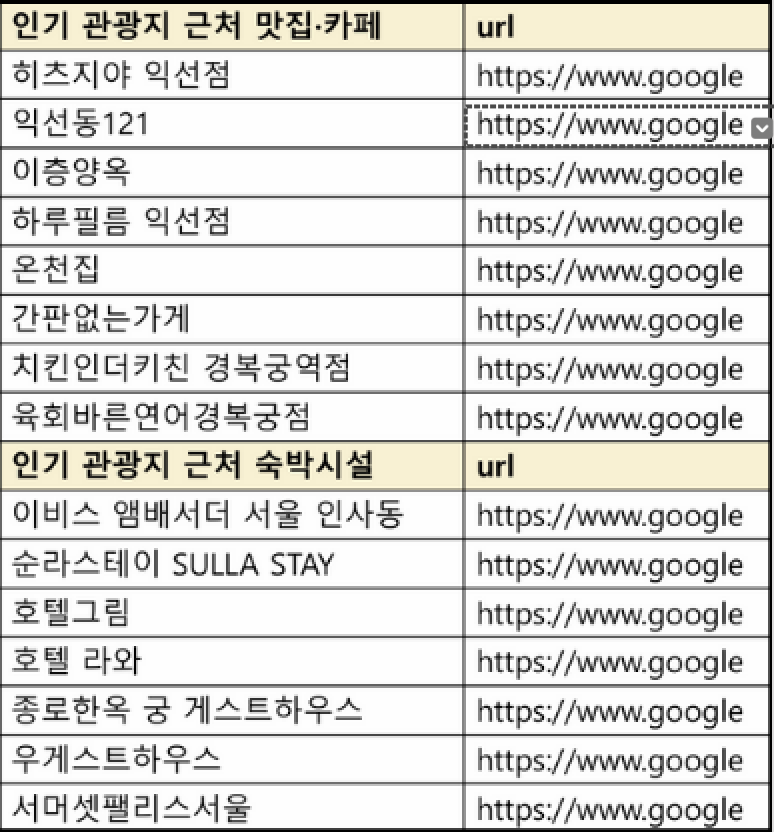 인기 관광지 근처 맛집·카페 url
히츠지야 익선점 https://www.google
익선동121 https://www.google
이층양옥 https://www.google
하루필름 익선점 https://www.google
온천집 https://www.google
간판없는가게 https://www.google
치킨인더키친 경복궁역점 https://www.google
육회바른연어경복궁점 https://www.google
인기 관광지 근처 숙박시설 url
이비스 앰배서더 서울 인사동 https://www.google
순라스테이 SULLA STAY https://www.google
호텔그림 https://www.google
호텔 라와 https://www.google
종로한옥 궁 게스트하우스 https://www.google
우게스트하우스 https://www.google
서머셋팰리스서울 https://www.google